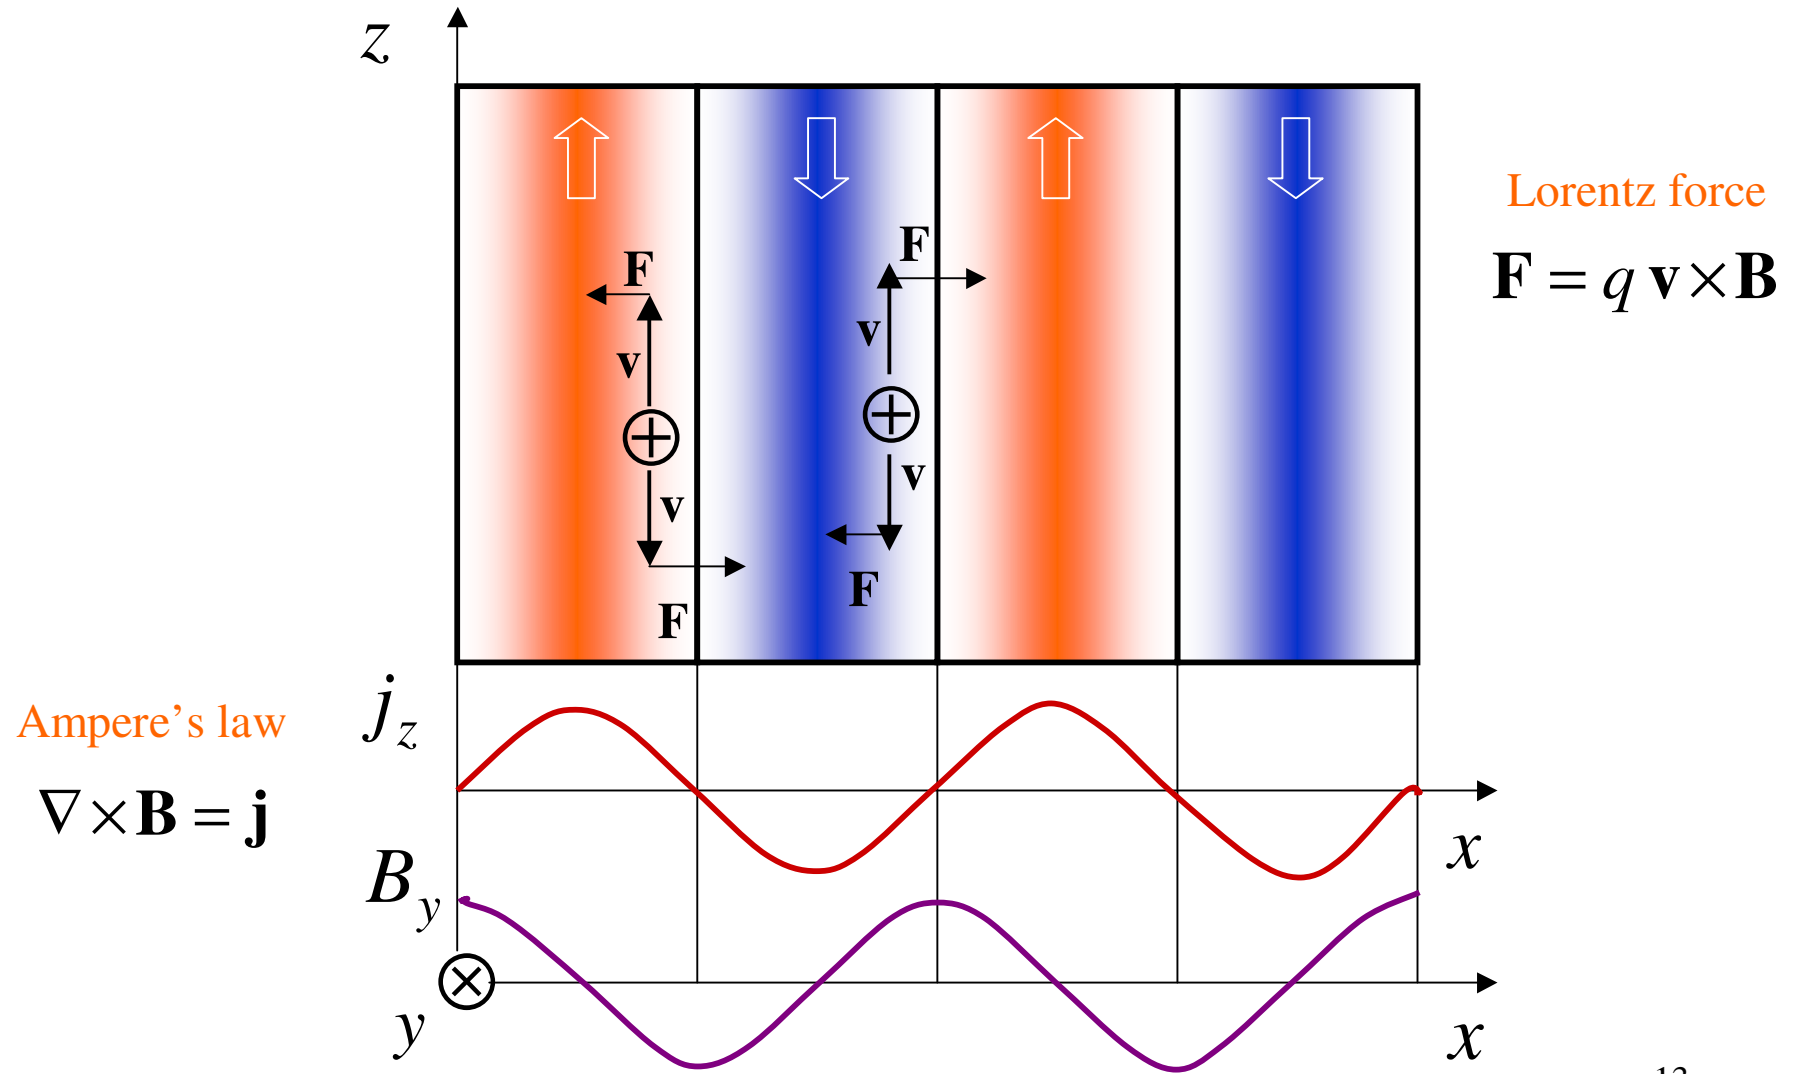 z
F
F
Lorentz force
F = q v × B
v
v
v
v
F
F
j_z
Ampere's law
∇ × B = j
x
B_y
y
x